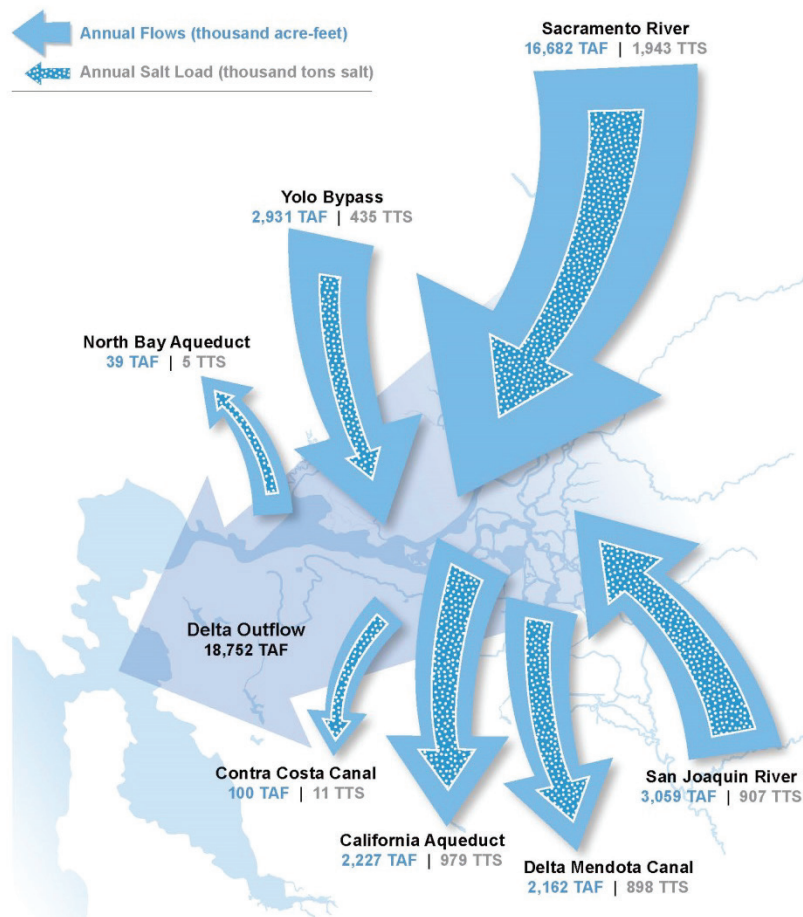 Annual Flows (thousand acre-feet)
Annual Salt Load (thousand tons salt)
Sacramento River
16,682 TAF | 1,943 TTS
Yolo Bypass
2,931 TAF | 435 TTS
North Bay Aqueduct
39 TAF | 5 TTS
Delta Outflow
18,752 TAF
Contra Costa Canal
100 TAF | 11 TTS
California Aqueduct
2,227 TAF | 979 TTS
Delta Mendota Canal
2,162 TAF | 898 TTS
San Joaquin River
3,059 TAF | 907 TTS